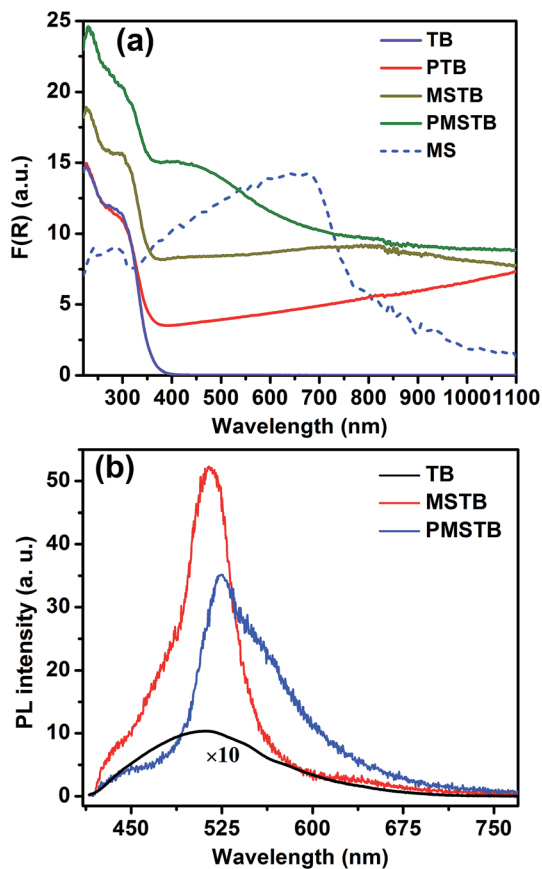 (a)
TB
PTB
MSTB
PMSTB
MS
25
20
15
10
5
0
F(R) (a.u.)
300 400 500 600 700 800 900 1000 1100
Wavelength (nm)
(b)
TB
MSTB
PMSTB
50
40
30
20
10
0
PL intensity (a. u.)
×10
450 525 600 675 750
Wavelength (nm)